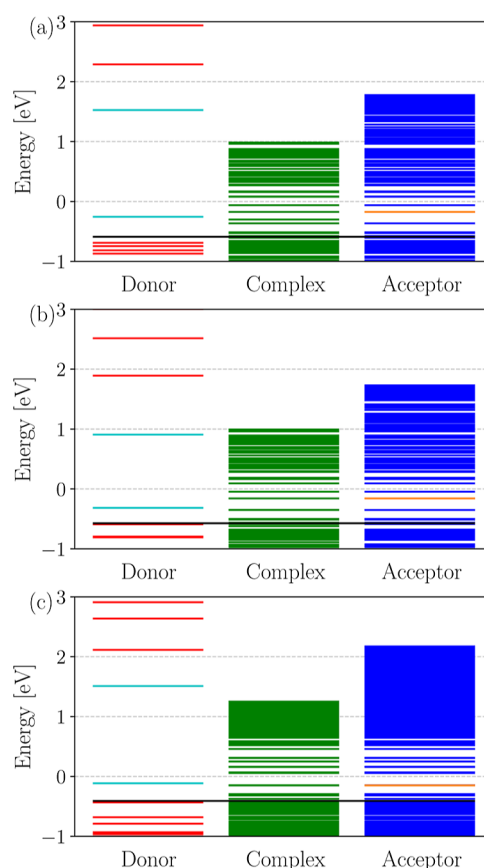 (a)
3
2
1
0
−1
Energy [eV]
Donor Complex Acceptor
(b)
3
2
1
0
−1
Energy [eV]
Donor Complex Acceptor
(c)
3
2
1
0
−1
Energy [eV]
Donor Complex Acceptor